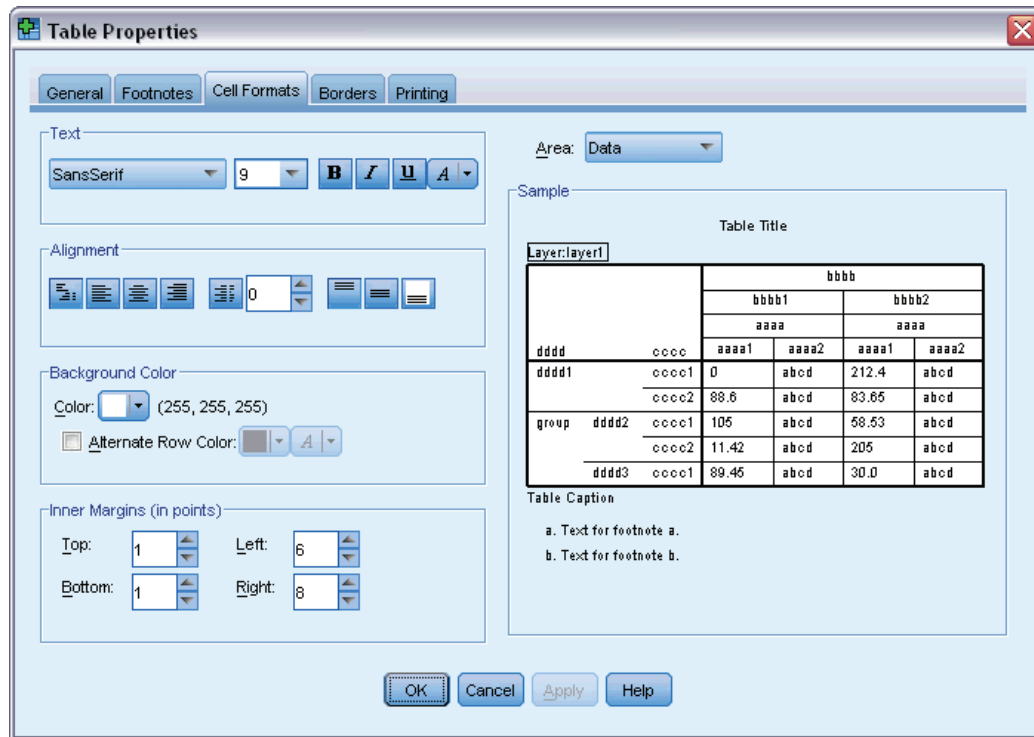 Table Properties
General Footnotes Cell Formats Borders Printing
Text
SansSerif 9 B I U A
Alignment
0
Background Color
Color: (255, 255, 255)
Alternate Row Color: A
Inner Margins (in points)
Top: 1 Left: 6
Bottom: 1 Right: 8
Area: Data
Sample
Table Title
Layer:layer1
bbbb
bbbb1 bbbb2
aaaa aaaa
dddd cccc aaaa1 aaaa2 aaaa1 aaaa2
dddd1 cccc1 0 abcd 212.4 abcd
cccc2 88.6 abcd 83.65 abcd
group dddd2 cccc1 105 abcd 58.53 abcd
cccc2 11.42 abcd 205 abcd
dddd3 cccc1 89.45 abcd 30.0 abcd
Table Caption
a. Text for footnote a.
b. Text for footnote b.
OK Cancel Apply Help